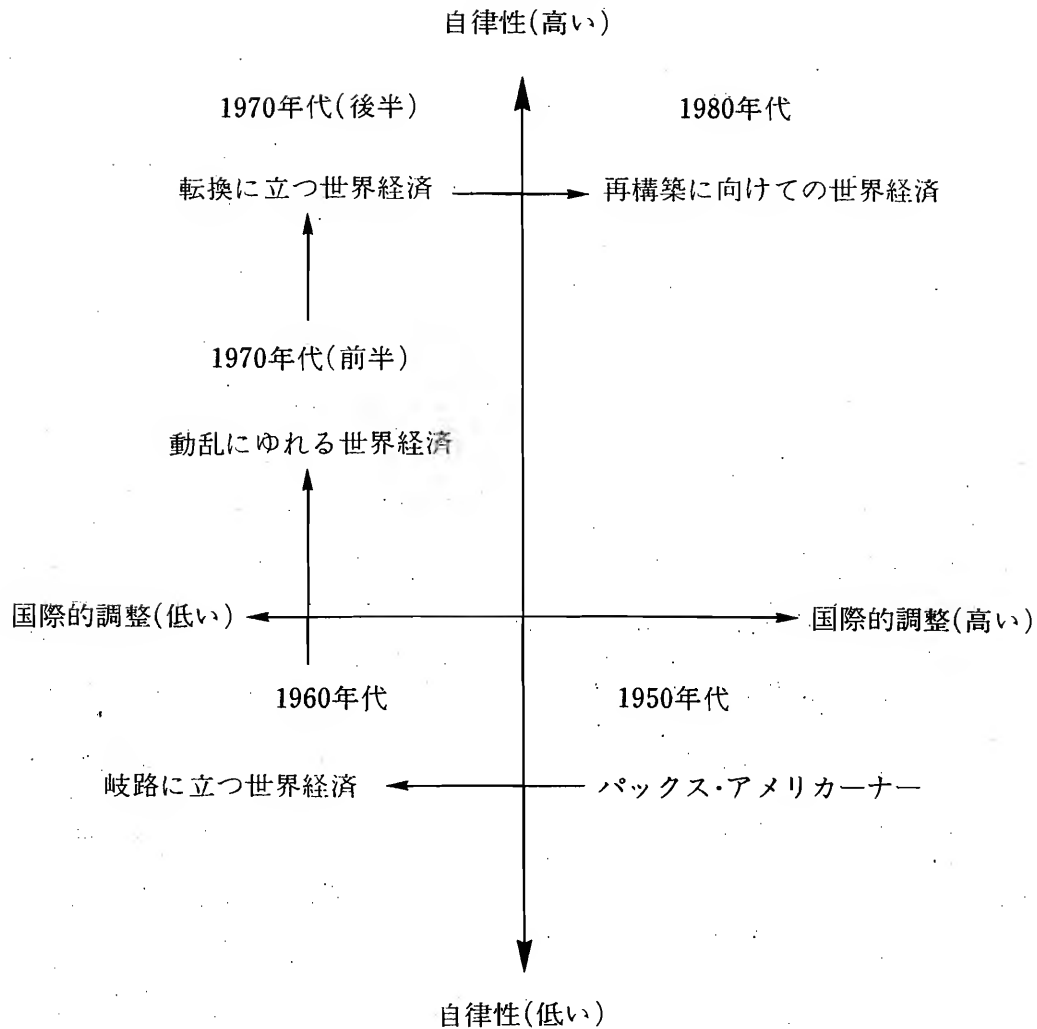 自律性(高い)
1970年代(後半)
1980年代
転換に立つ世界経済
再構築に向けての世界経済
1970年代(前半)
動乱にゆれる世界経済
国際的調整(低い)
国際的調整(高い)
1960年代
1950年代
岐路に立つ世界経済
パックス・アメリカーナー
自律性(低い)